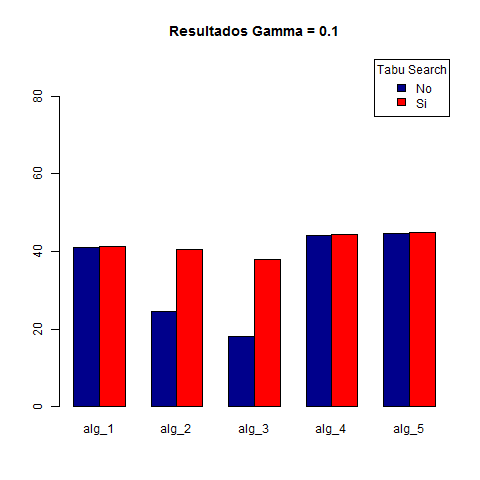 Resultados Gamma = 0.1
Tabu Search
No
Si
80
60
40
20
0
alg_1 alg_2 alg_3 alg_4 alg_5